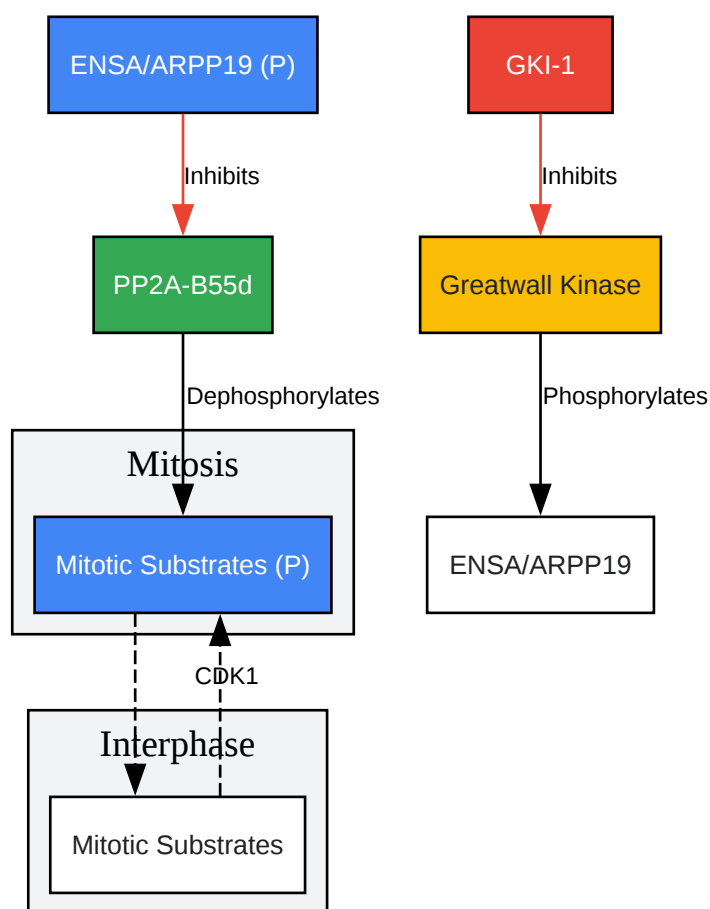 ENSA/ARPP19 (P)
GKI-1
Inhibits
Inhibits
PP2A-B55d
Greatwall Kinase
Dephosphorylates
Phosphorylates
Mitosis
Mitotic Substrates (P)
ENSA/ARPP19
CDK1
Interphase
Mitotic Substrates